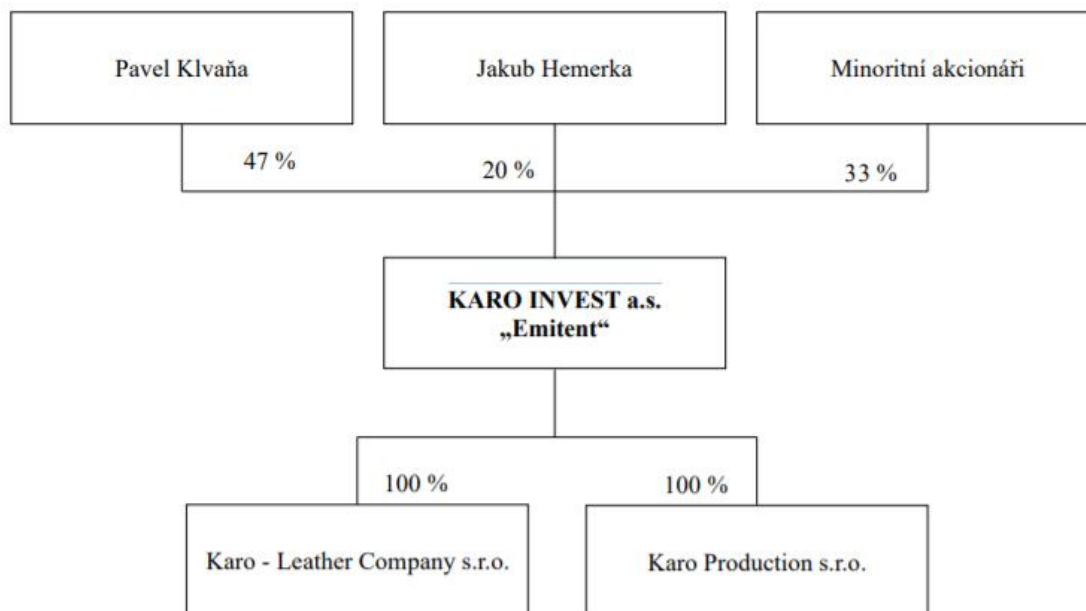 Pavel Klvaňa
Jakub Hemerka
Minoritní akcionáři
47 %
20 %
33 %
KARO INVEST a.s.
„Emitent“
100 %
100 %
Karo - Leather Company s.r.o.
Karo Production s.r.o.